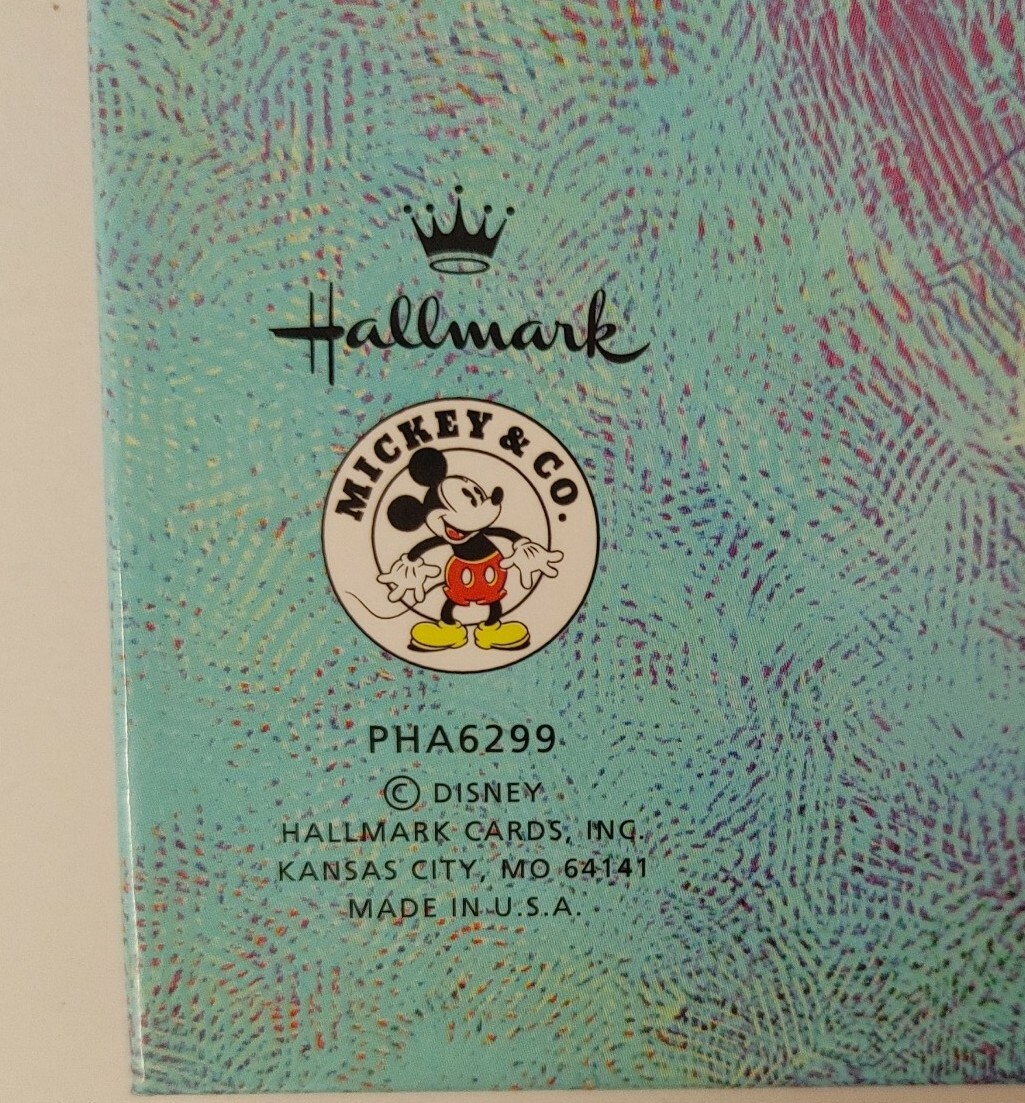 Hallmark
MICKEY & CO.
PHA6299
© DISNEY
HALLMARK CARDS, INC.
KANSAS CITY, MO 64141
MADE IN U.S.A.